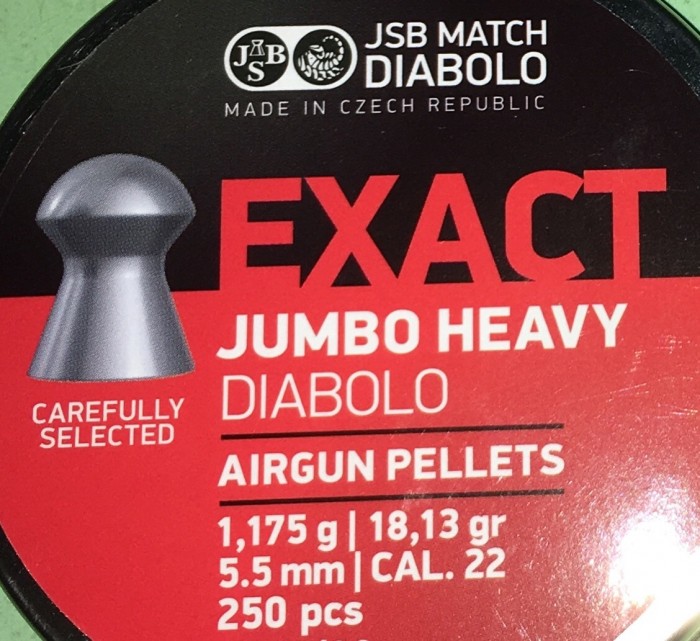 JSB
JSB MATCH
DIABOLO
MADE IN CZECH REPUBLIC
EXACT
JUMBO HEAVY
DIABOLO
CAREFULLY
SELECTED
AIRGUN PELLETS
1,175 g | 18,13 gr
5.5 mm | CAL. 22
250 pcs